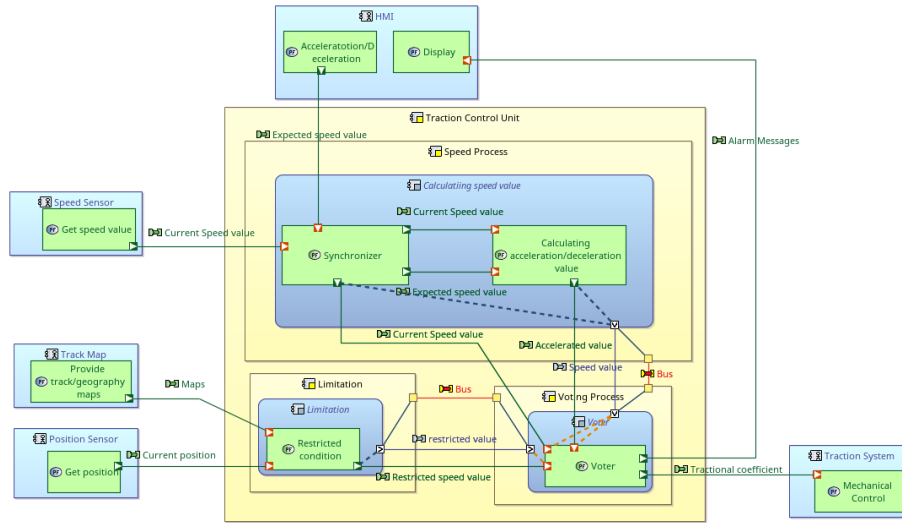 HMI
Acceleratotion/D
eceleration
Display
Traction Control Unit
Expected speed value
Alarm Messages
Speed Process
Calculatiing speed value
Speed Sensor
Get speed value
Current Speed value
Current Speed value
Synchronizer
Calculating
acceleration/deceleration
value
Expected speed value
Current Speed value
Accelerated value
Speed value
Bus
Track Map
Provide
track/geography
maps
Maps
Limitation
Bus
Voting Process
Limitation
Voter
Position Sensor
Get position
Current position
Restricted
condition
restricted value
Restricted speed value
Voter
Tractional coefficient
Traction System
Mechanical
Control